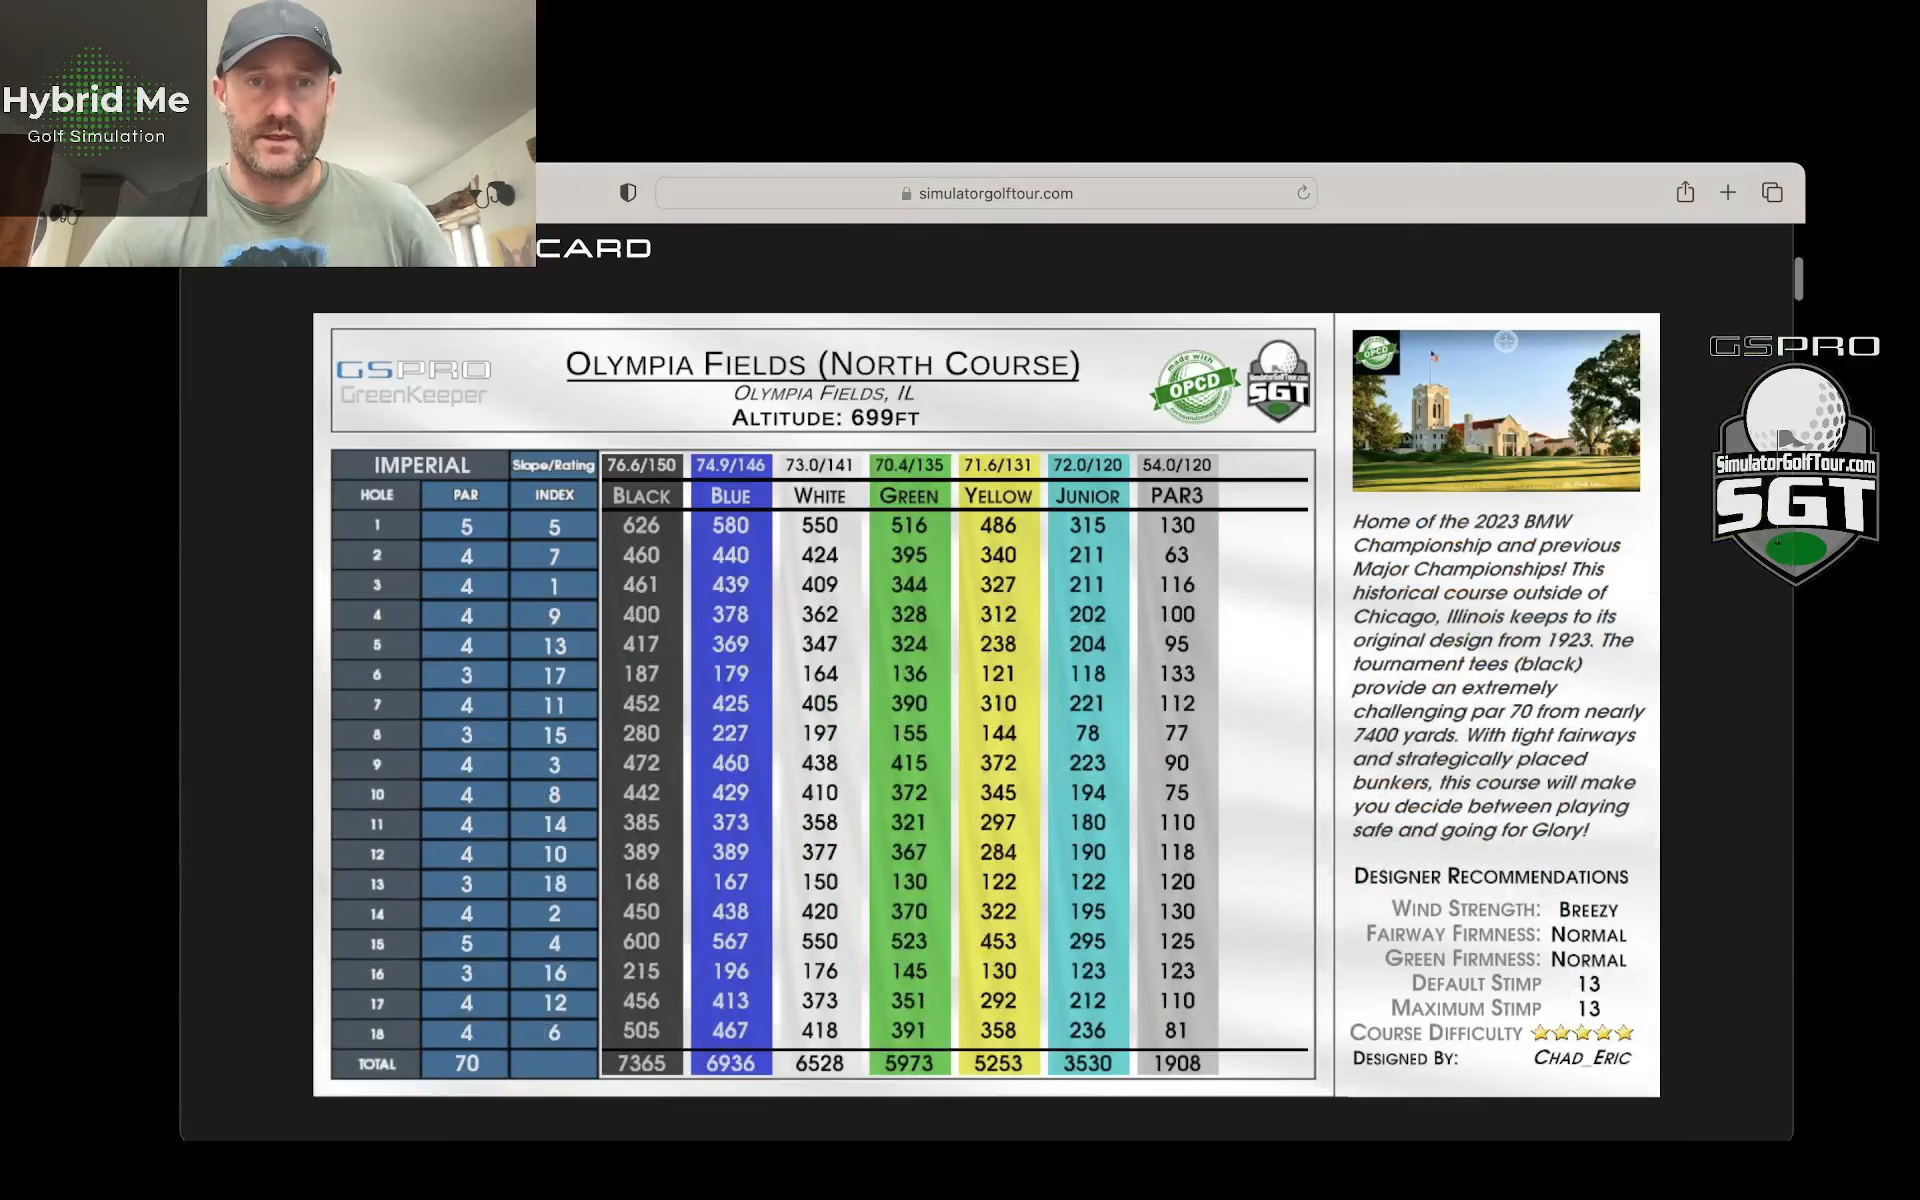 Hybrid Me
Golf Simulation
simulatorgolftour.com
CARD
GSPRO
GreenKeeper
OLYMPIA FIELDS (NORTH COURSE)
OLYMPIA FIELDS, IL
ALTITUDE: 699FT
made with
OPCD
SGT
IMPERIAL Slope/Rating 76.6/150 74.9/146 73.0/141 70.4/135 71.6/131 72.0/120 54.0/120
HOLE PAR INDEX BLACK BLUE WHITE GREEN YELLOW JUNIOR PAR3
1 5 5 626 580 550 516 486 315 130
2 4 7 460 440 424 395 340 211 63
3 4 1 461 439 409 344 327 211 116
4 4 9 400 378 362 328 312 202 100
5 4 13 417 369 347 324 238 204 95
6 3 17 187 179 164 136 121 118 133
7 4 11 452 425 405 390 310 221 112
8 3 15 280 227 197 155 144 78 77
9 4 3 472 460 438 415 372 223 90
10 4 8 442 429 410 372 345 194 75
11 4 14 385 373 358 321 297 180 110
12 4 10 389 389 377 367 284 190 118
13 3 18 168 167 150 130 122 122 120
14 4 2 450 438 420 370 322 195 130
15 5 4 600 567 550 523 453 295 125
16 3 16 215 196 176 145 130 123 123
17 4 12 456 413 373 351 292 212 110
18 4 6 505 467 418 391 358 236 81
TOTAL 70 7365 6936 6528 5973 5253 3530 1908
OPCD
Home of the 2023 BMW
Championship and previous
Major Championships! This
historical course outside of
Chicago, Illinois keeps to its
original design from 1923. The
tournament tees (black)
provide an extremely
challenging par 70 from nearly
7400 yards. With tight fairways
and strategically placed
bunkers, this course will make
you decide between playing
safe and going for Glory!
DESIGNER RECOMMENDATIONS
WIND STRENGTH: BREEZY
FAIRWAY FIRMNESS: NORMAL
GREEN FIRMNESS: NORMAL
DEFAULT STIMP 13
MAXIMUM STIMP 13
COURSE DIFFICULTY
DESIGNED BY: CHAD_ERIC
GSPRO
SimulatorGolfTour.com
SGT